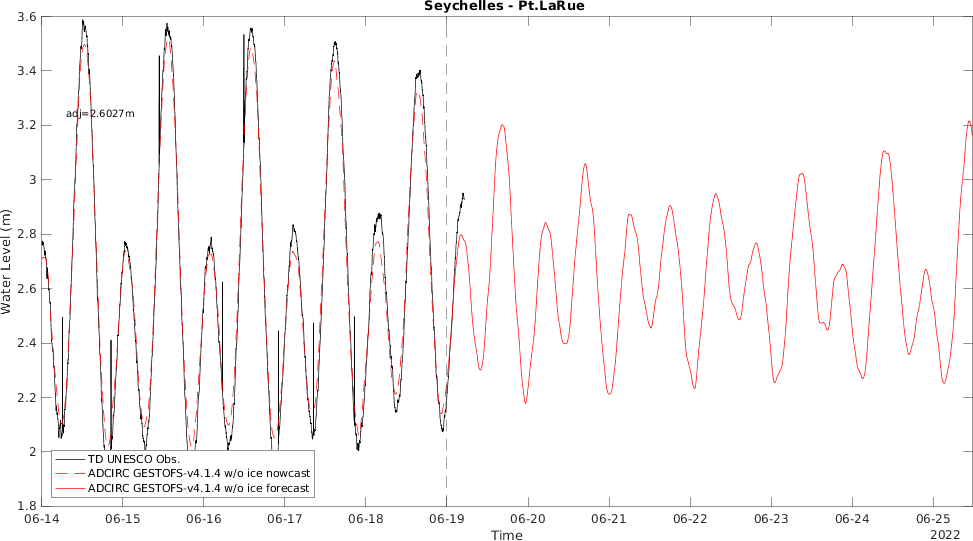 Seychelles - Pt.LaRue
3.6
3.4
3.2
3
2.8
2.6
2.4
2.2
2
1.8
Water Level (m)
adj=2.6027m
TD UNESCO Obs.
ADCIRC GESTOFS-v4.1.4 w/o ice nowcast
ADCIRC GESTOFS-v4.1.4 w/o ice forecast
06-14 06-15 06-16 06-17 06-18 06-19 06-20 06-21 06-22 06-23 06-24 06-25
Time
2022